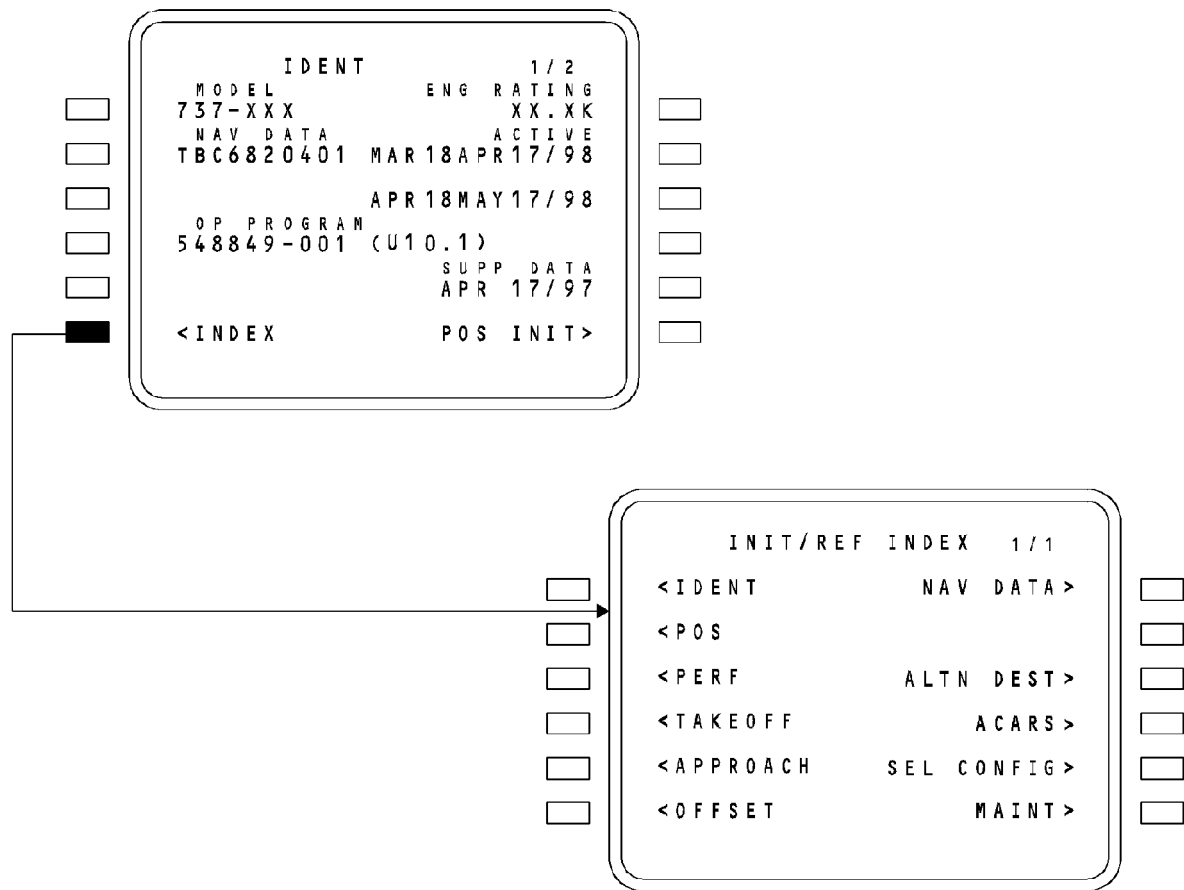 IDENT 1/2
MODEL ENG RATING
737-XXX XX.XK
NAV DATA ACTIVE
TBC6820401 MAR18APR17/98
APR18MAY17/98
OP PROGRAM
548849-001 (U10.1)
SUPP DATA
APR 17/97
<INDEX POS INIT>
INIT/REF INDEX 1/1
<IDENT NAV DATA>
<POS
<PERF ALTN DEST>
<TAKEOFF ACARS>
<APPROACH SEL CONFIG>
<OFFSET MAINT>